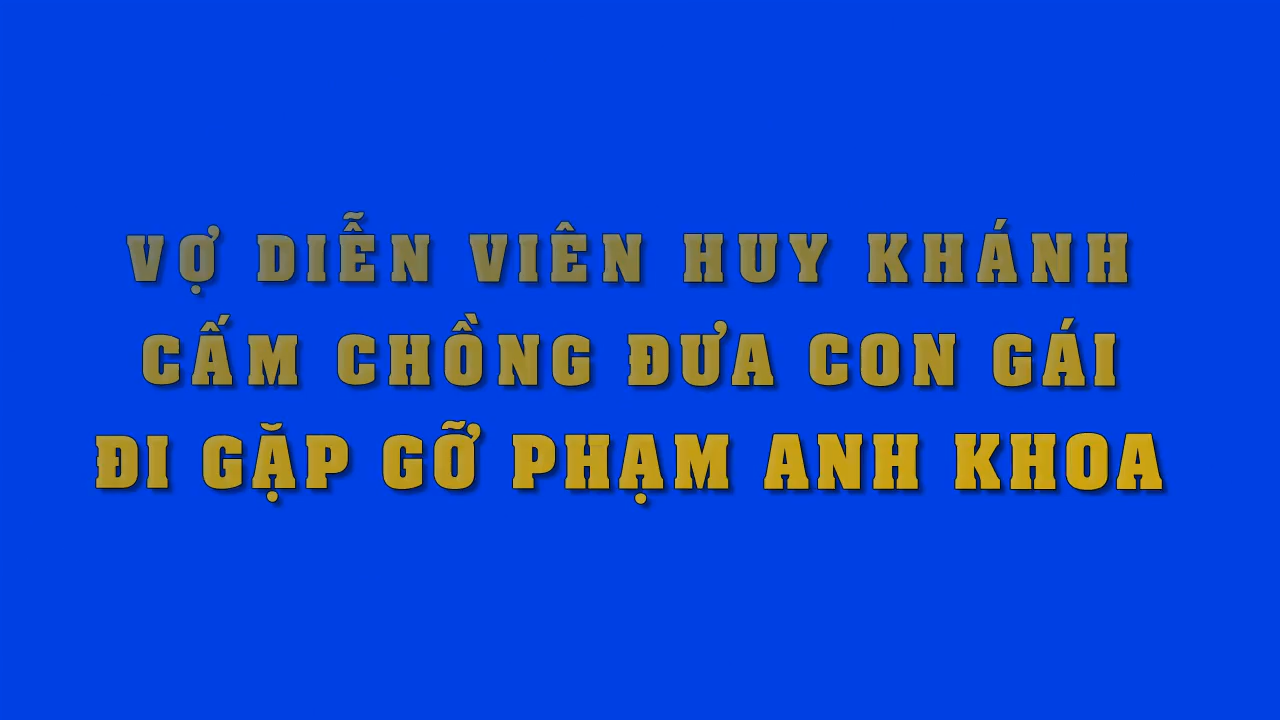 VỢ DIỄN VIÊN HUY KHÁNH
CẤM CHỒNG ĐƯA CON GÁI
ĐI GẶP GỠ PHẠM ANH KHOA